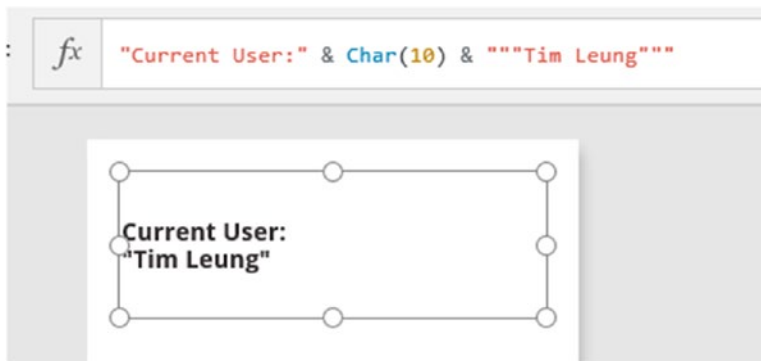 : fx "Current User:" & Char(10) & """Tim Leung"""
Current User:
"Tim Leung"